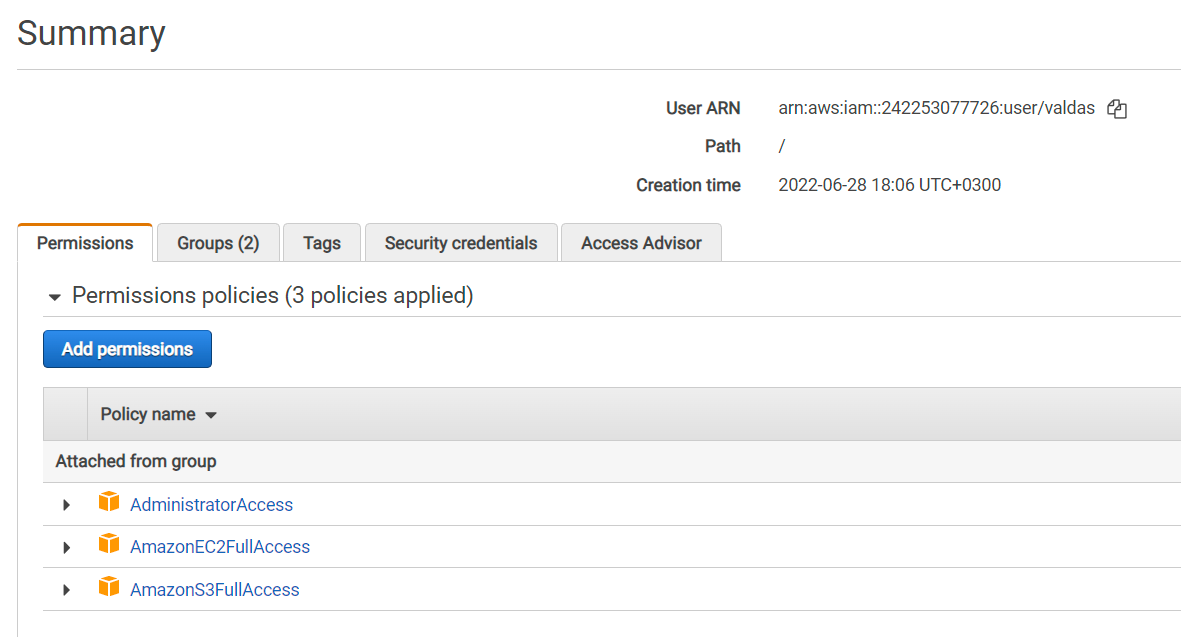 Summary
User ARN arn:aws:iam::242253077726:user/valdas
Path /
Creation time 2022-06-28 18:06 UTC+0300
Permissions Groups (2) Tags Security credentials Access Advisor
Permissions policies (3 policies applied)
Add permissions
Policy name
Attached from group
AdministratorAccess
AmazonEC2FullAccess
AmazonS3FullAccess